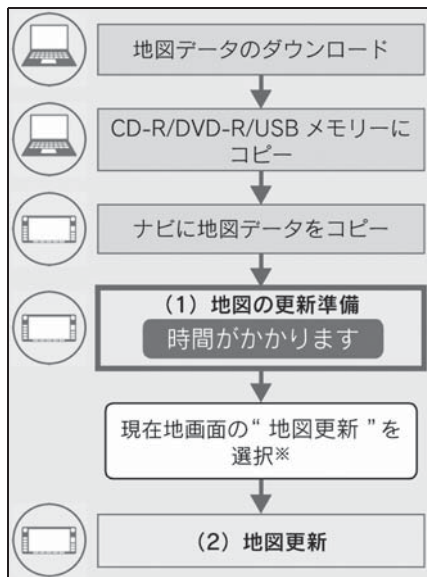 地図データのダウンロード
CD-R/DVD-R/USB メモリーに
コピー
ナビに地図データをコピー
（1）地図の更新準備
時間がかかります
現在地画面の“ 地図更新 ”を
選択※
（2）地図更新